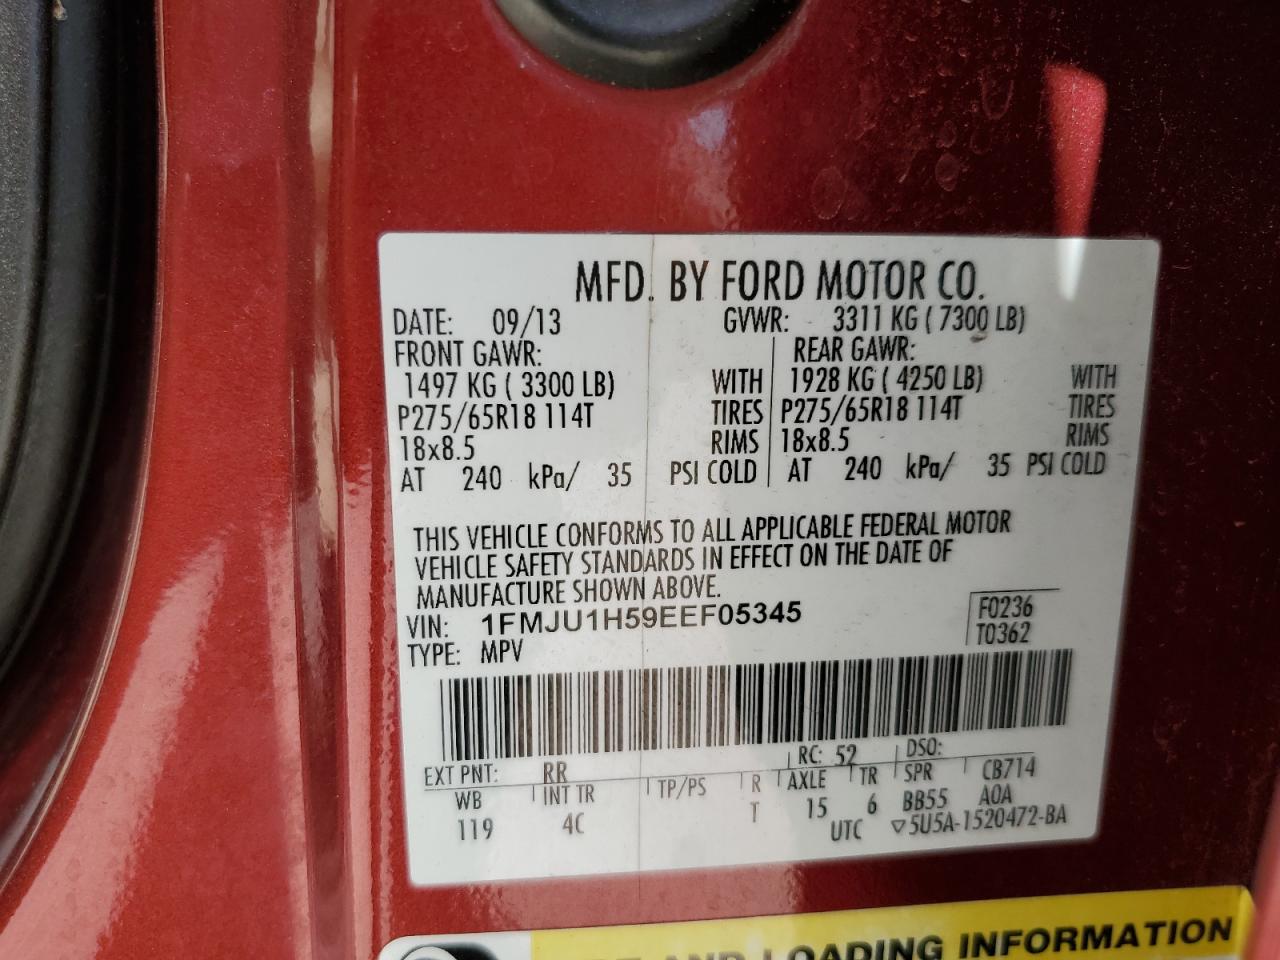 MFD. BY FORD MOTOR CO.
DATE: 09/13 GVWR: 3311 KG ( 7300 LB)
FRONT GAWR: REAR GAWR:
1497 KG ( 3300 LB) WITH 1928 KG ( 4250 LB) WITH
P275/65R18 114T TIRES P275/65R18 114T TIRES
18x8.5 RIMS 18x8.5 RIMS
AT 240 kPa/ 35 PSI COLD AT 240 kPa/ 35 PSI COLD
THIS VEHICLE CONFORMS TO ALL APPLICABLE FEDERAL MOTOR
VEHICLE SAFETY STANDARDS IN EFFECT ON THE DATE OF
MANUFACTURE SHOWN ABOVE.
VIN: 1FMJU1H59EEF05345 F0236
TYPE: MPV T0362
EXT PNT: RR RC: 52 DSO:
WB INT TR TP/PS R AXLE TR SPR CB714
119 4C T 15 6 BB55 A0A
UTC ▽5U5A-1520472-BA
AND LOADING INFORMATION